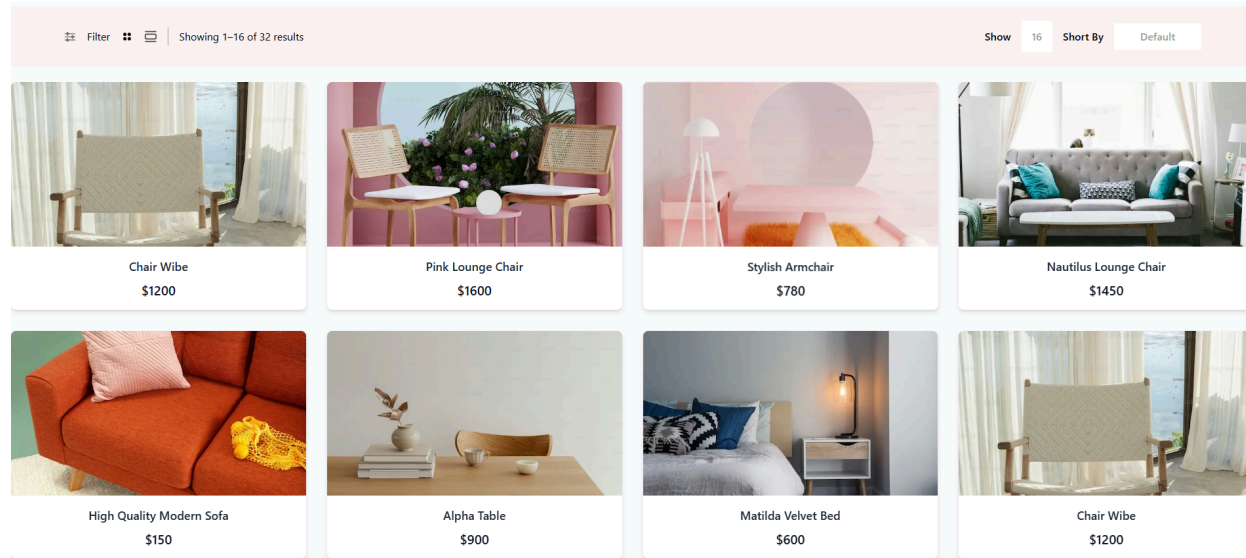 Filter Showing 1–16 of 32 results Show 16 Short By Default
Chair Wibe
$1200
Pink Lounge Chair
$1600
Stylish Armchair
$780
Nautilus Lounge Chair
$1450
High Quality Modern Sofa
$150
Alpha Table
$900
Matilda Velvet Bed
$600
Chair Wibe
$1200